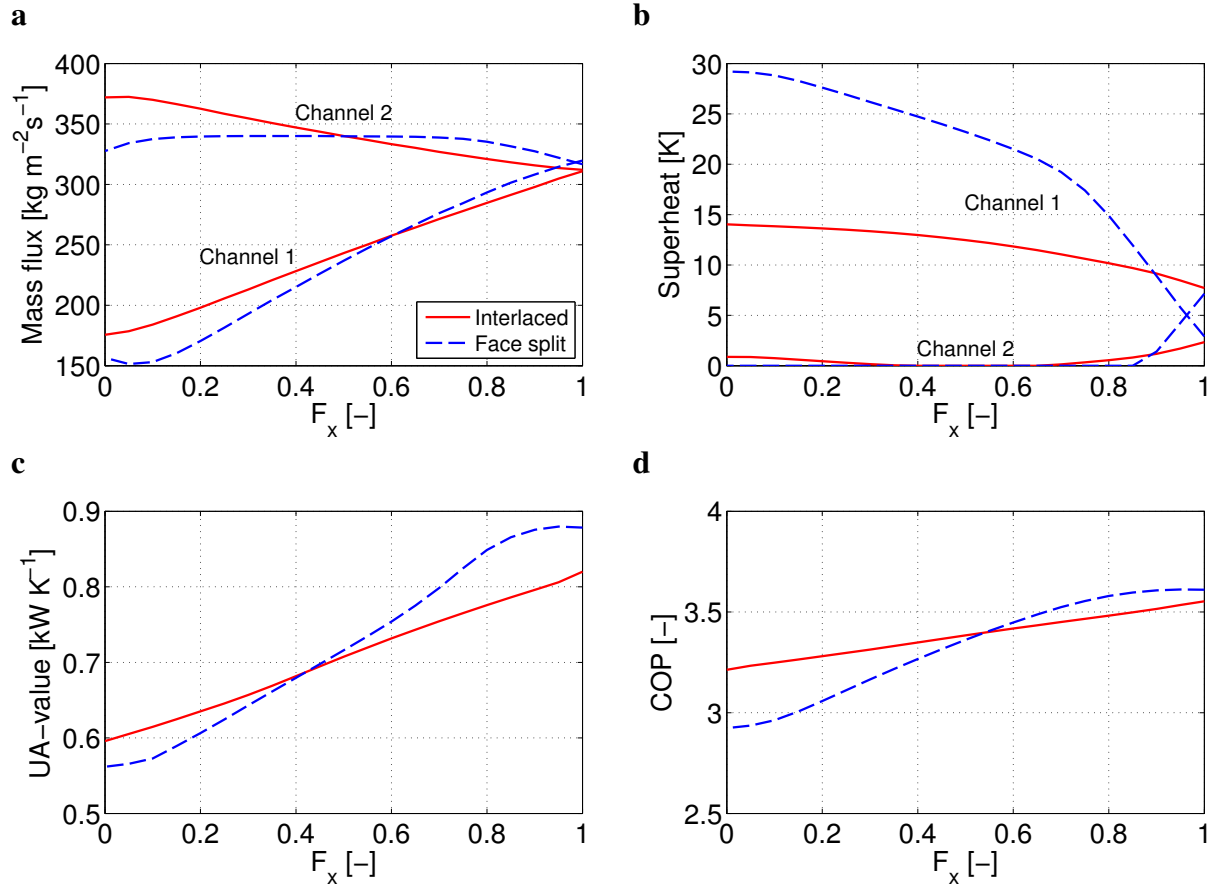 a
400
350
300
250
200
150
Mass flux [kg m−2s−1]
Channel 2
Channel 1
Interlaced
Face split
0 0.2 0.4 0.6 0.8 1
F_x [−]
b
30
25
20
15
10
5
0
Superheat [K]
Channel 1
Channel 2
0 0.2 0.4 0.6 0.8 1
F_x [−]
c
0.9
0.8
0.7
0.6
0.5
UA−value [kW K−1]
0 0.2 0.4 0.6 0.8 1
F_x [−]
d
4
3.5
3
2.5
COP [−]
0 0.2 0.4 0.6 0.8 1
F_x [−]